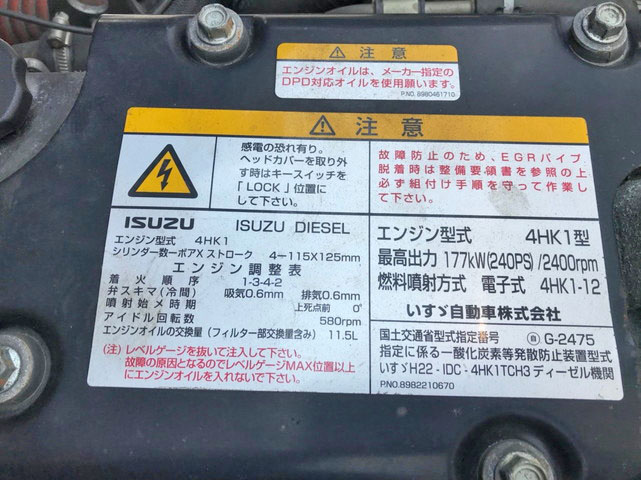 注意
エンジンオイルは、メーカー指定の
DPD対応オイルを使用願います。
P.NO. 8980461710
注意
感電の恐れ有り。
ヘッドカバーを取り外
す時はキースイッチを
「LOCK」位置に
して下さい。
故障防止のため、EGRパイプ
脱着時は整備要領書を参照の上
必ず組付け手順を守って作業し
て下さい。
ISUZU ISUZU DIESEL
エンジン型式 4HK1
シリンダー数ーボアXストローク 4ー115X125mm
エンジン調整表
着火順序 1-3-4-2
弁スキマ(冷間) 吸気0.6mm 排気0.6mm
噴射始メ時期 上死点前 0°
アイドル回転数 580rpm
エンジンオイルの交換量(フィルター部交換量含み) 11.5L
(注)レベルゲージを抜いて注入して下さい。
故障の原因となるのでレベルゲージMAX位置以上
にエンジンオイルを入れないで下さい。
エンジン型式 4HK1型
最高出力 177kW(240PS)/2400rpm
燃料噴射方式 電子式 4HK1-12
いすゞ自動車株式会社
国土交通省型式指定番号 自 G-2475
指定に係る一酸化炭素等発散防止装置型式
いすゞH22-IDC-4HK1TCH3 ディーゼル機関
P.NO.8982210670